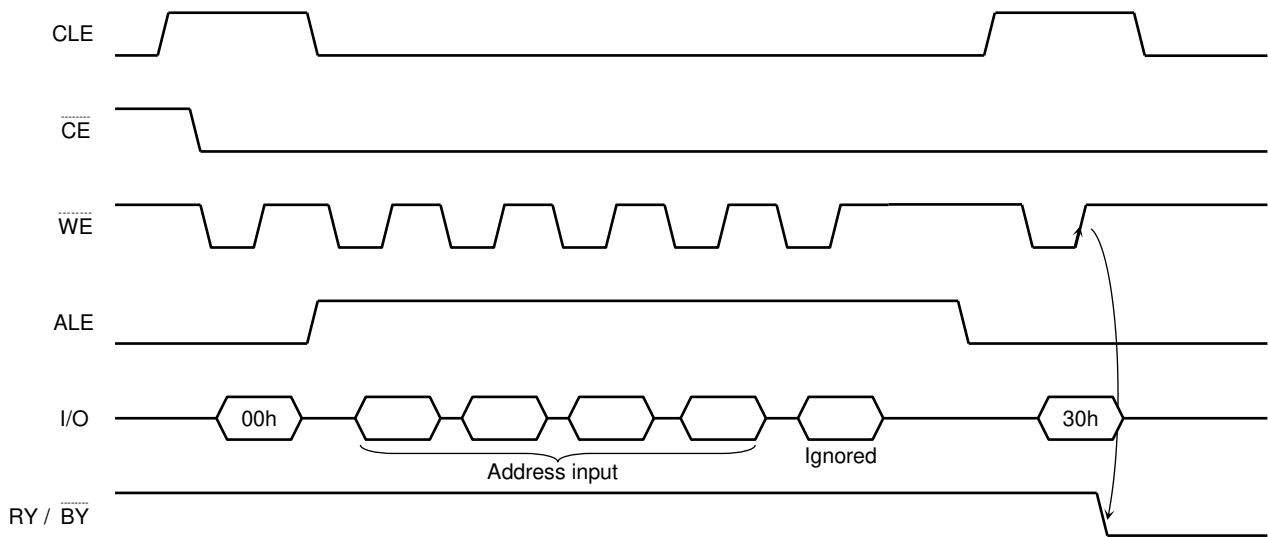 CLE
CE
WE
ALE
I/O 00h 30h
Ignored
Address input
RY / BY